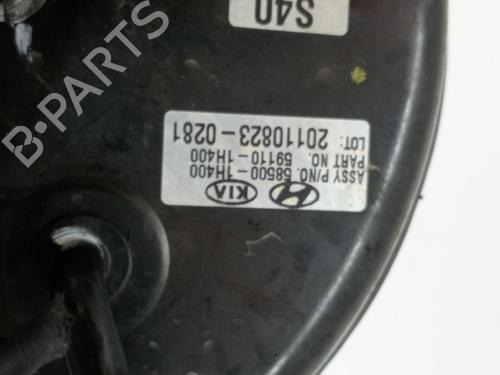 S40
KIA
ASSY P/NO. 58500-1H400
PART NO. 59110-1H400
LOT: 20110823-0281
B-PARTS